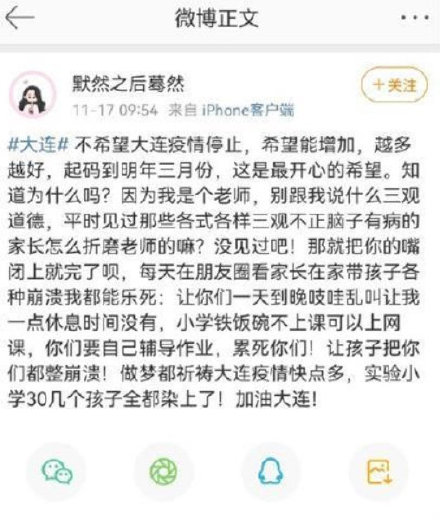 微博正文
默然之后蓦然
+关注
11-17 09:54 来自 iPhone客户端
#大连# 不希望大连疫情停止，希望能增加，越多
越好，起码到明年三月份，这是最开心的希望。知
道为什么吗？因为我是个老师，别跟我说什么三观
道德，平时见过那些各式各样三观不正脑子有病的
家长怎么折磨老师的嘛？没见过吧！那就把你的嘴
闭上就完了呗，每天在朋友圈看家长在家带孩子各
种崩溃我都能乐死：让你们一天到晚吱哇乱叫让我
一点休息时间没有，小学铁饭碗不上课可以上网
课，你们要自己辅导作业，累死你们！让孩子把你
们都整崩溃！做梦都祈祷大连疫情快点多，实验小
学30几个孩子全都染上了！加油大连！